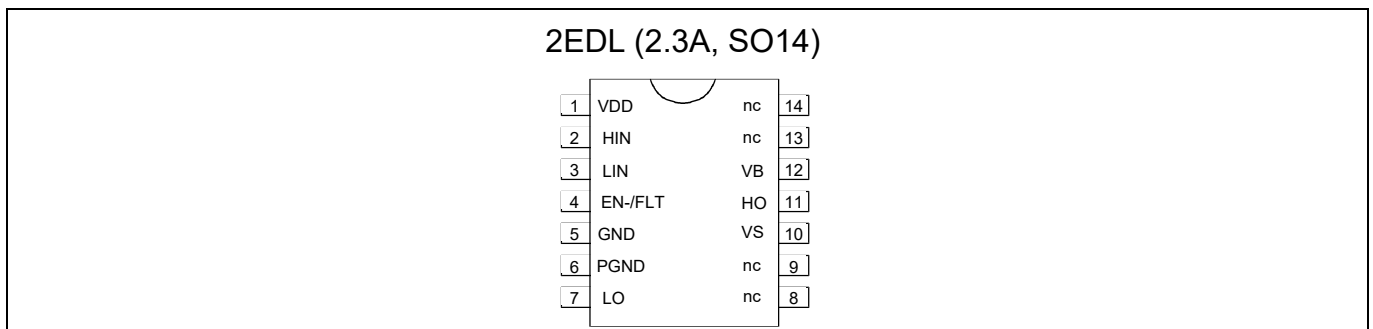 2EDL (2.3A, SO14)
1 VDD nc 14
2 HIN nc 13
3 LIN VB 12
4 EN-/FLT HO 11
5 GND VS 10
6 PGND nc 9
7 LO nc 8